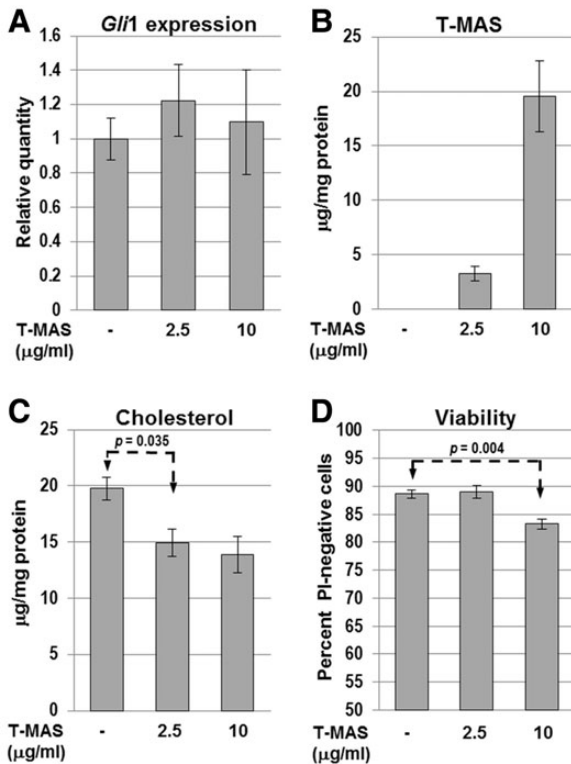 A
Gli1 expression
Relative quantity
1.6
1.4
1.2
1
0.8
0.6
0.4
0.2
0
T-MAS - 2.5 10
(μg/ml)
B
T-MAS
μg/mg protein
25
20
15
10
5
0
T-MAS - 2.5 10
(μg/ml)
C
Cholesterol
μg/mg protein
25
20
15
10
5
0
p = 0.035
T-MAS - 2.5 10
(μg/ml)
D
Viability
Percent PI-negative cells
100
95
90
85
80
75
70
65
60
55
50
p = 0.004
T-MAS - 2.5 10
(μg/ml)